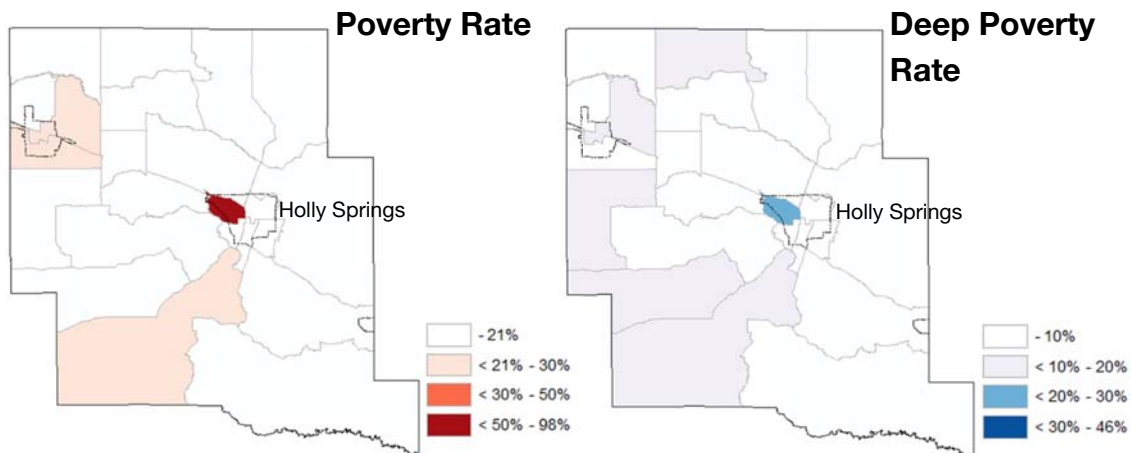 Poverty Rate
Holly Springs
- 21%
< 21% - 30%
< 30% - 50%
< 50% - 98%
Deep Poverty
Rate
Holly Springs
- 10%
< 10% - 20%
< 20% - 30%
< 30% - 46%